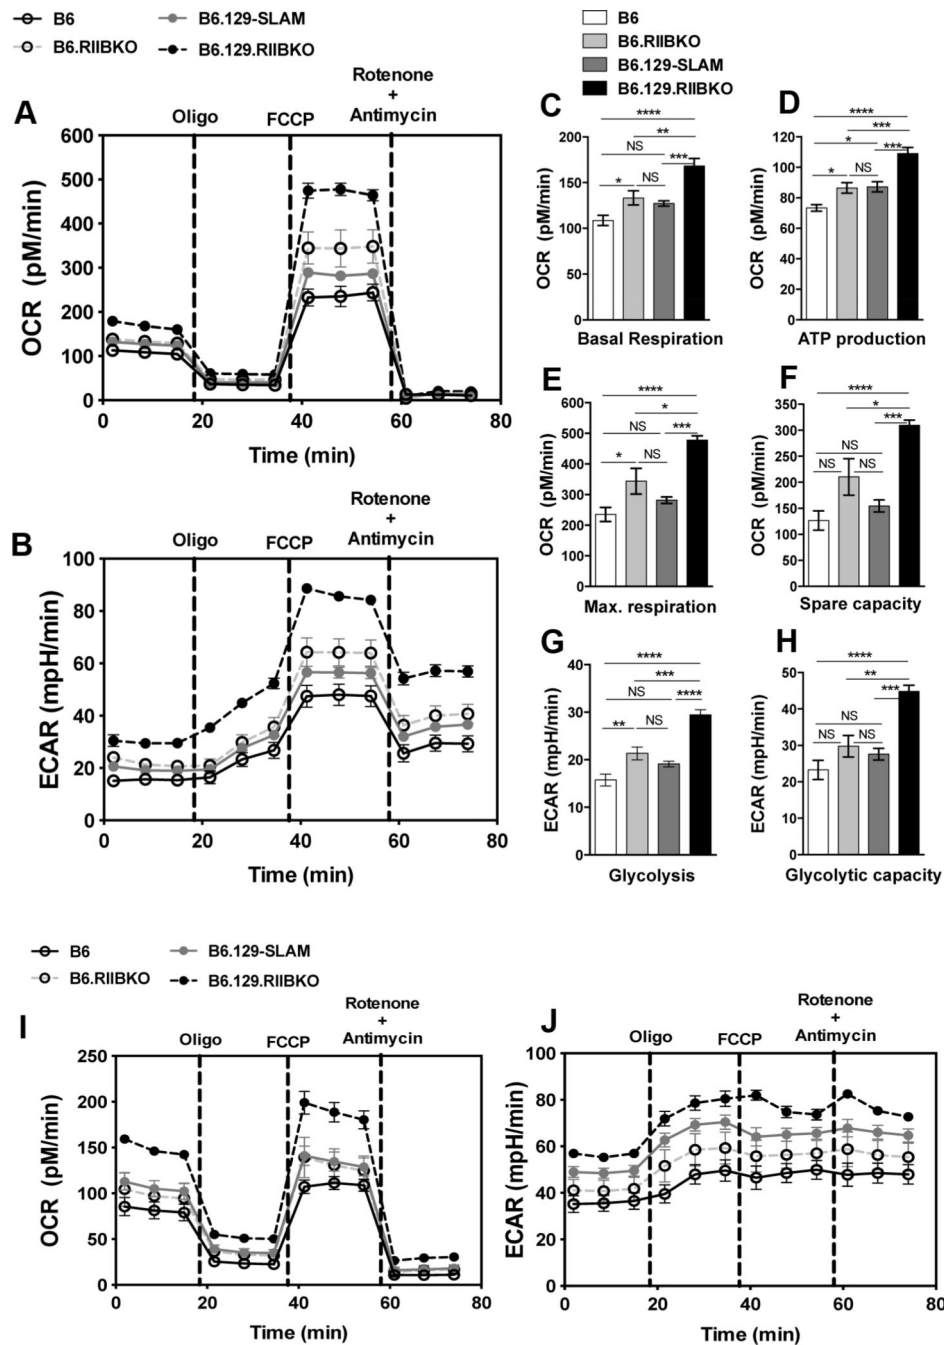 B6
B6.129-SLAM
B6.RIIBKO
B6.129.RIIBKO
A
Oligo
FCCP
Rotenone
+
Antimycin
OCR (pM/min)
600
500
400
300
200
100
0
0 20 40 60 80
Time (min)
B
Oligo
FCCP
Rotenone
+
Antimycin
ECAR (mpH/min)
100
80
60
40
20
0
0 20 40 60 80
Time (min)
B6
B6.RIIBKO
B6.129-SLAM
B6.129.RIIBKO
C
OCR (pM/min)
200
150
100
50
0
****
**
NS
***
*
NS
Basal Respiration
D
OCR (pM/min)
120
100
80
60
40
20
0
****
***
*
***
*
NS
ATP production
E
OCR (pM/min)
600
500
400
300
200
100
0
****
*
NS
***
*
NS
Max. respiration
F
OCR (pM/min)
350
300
250
200
150
100
50
0
****
*
***
NS
NS
NS
Spare capacity
G
ECAR (mpH/min)
40
30
20
10
0
****
***
NS
****
**
NS
Glycolysis
H
ECAR (mpH/min)
50
40
30
20
10
0
****
**
***
NS
NS
NS
Glycolytic capacity
B6
B6.129-SLAM
B6.RIIBKO
B6.129.RIIBKO
I
Oligo
FCCP
Rotenone
+
Antimycin
OCR (pM/min)
250
200
150
100
50
0
0 20 40 60 80
Time (min)
J
Oligo
FCCP
Rotenone
+
Antimycin
ECAR (mpH/min)
100
80
60
40
20
0
0 20 40 60 80
Time (min)